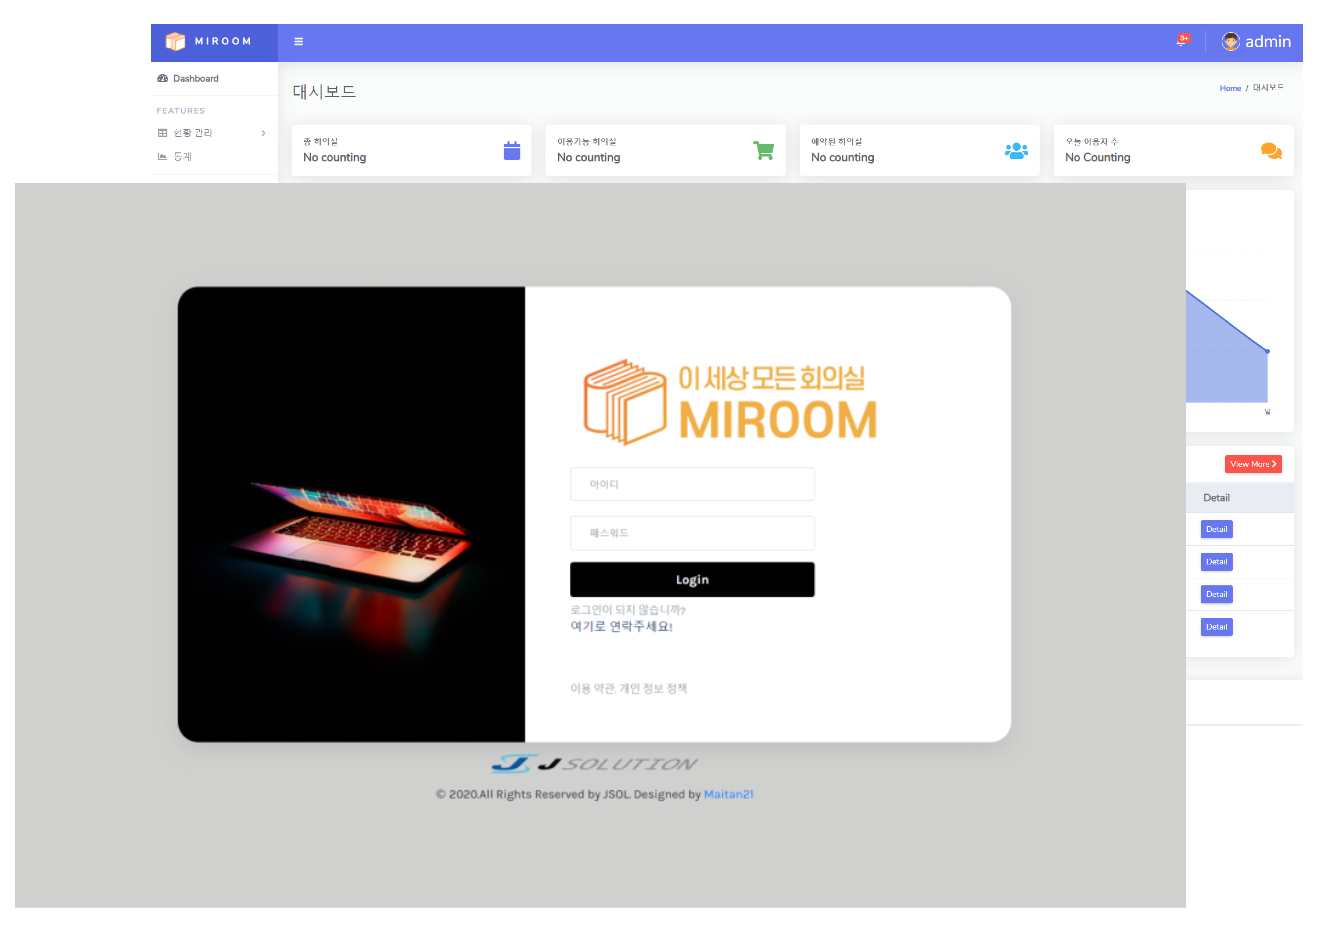 MIROOM
3+
admin
Dashboard
대시보드
Home / 대시보드
FEATURES
현황 관리
통계
총 회의실
No counting
이용가능 회의실
No counting
예약된 회의실
No counting
오늘 이용자 수
No Counting
이 세상 모든 회의실
MIROOM
아이디
패스워드
Login
로그인이 되지 않습니까?
여기로 연락주세요!
이용 약관. 개인 정보 정책
J SOLUTION
© 2020.All Rights Reserved by JSOL. Designed by Maitan21
월
View More
Detail
Detail
Detail
Detail
Detail